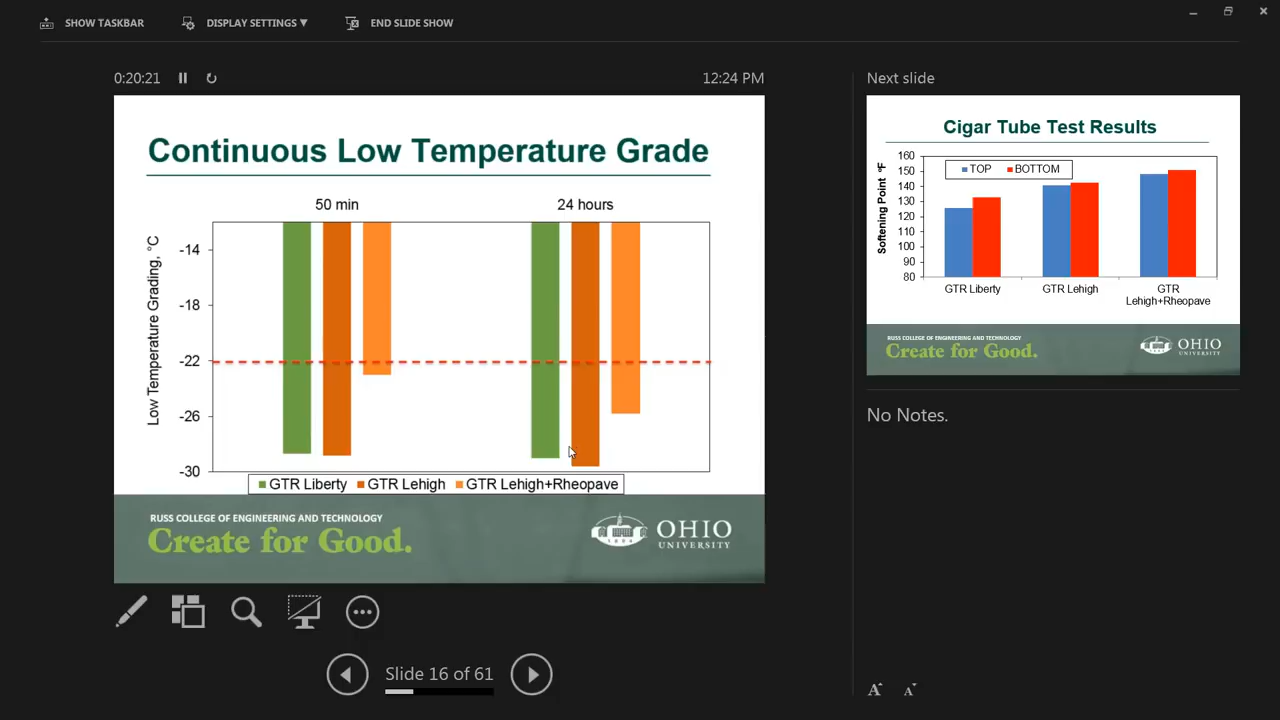 SHOW TASKBAR
DISPLAY SETTINGS ▼
END SLIDE SHOW
0:20:21
12:24 PM
Continuous Low Temperature Grade
50 min
24 hours
Low Temperature Grading, °C
-14
-18
-22
-26
-30
GTR Liberty GTR Lehigh GTR Lehigh+Rheopave
RUSS COLLEGE OF ENGINEERING AND TECHNOLOGY
Create for Good.
1804
OHIO
UNIVERSITY
Slide 16 of 61
Next slide
Cigar Tube Test Results
Softening Point °F
160
150
140
130
120
110
100
90
80
TOP BOTTOM
GTR Liberty
GTR Lehigh
GTR
Lehigh+Rheopave
RUSS COLLEGE OF ENGINEERING AND TECHNOLOGY
Create for Good.
OHIO
UNIVERSITY
No Notes.
A A